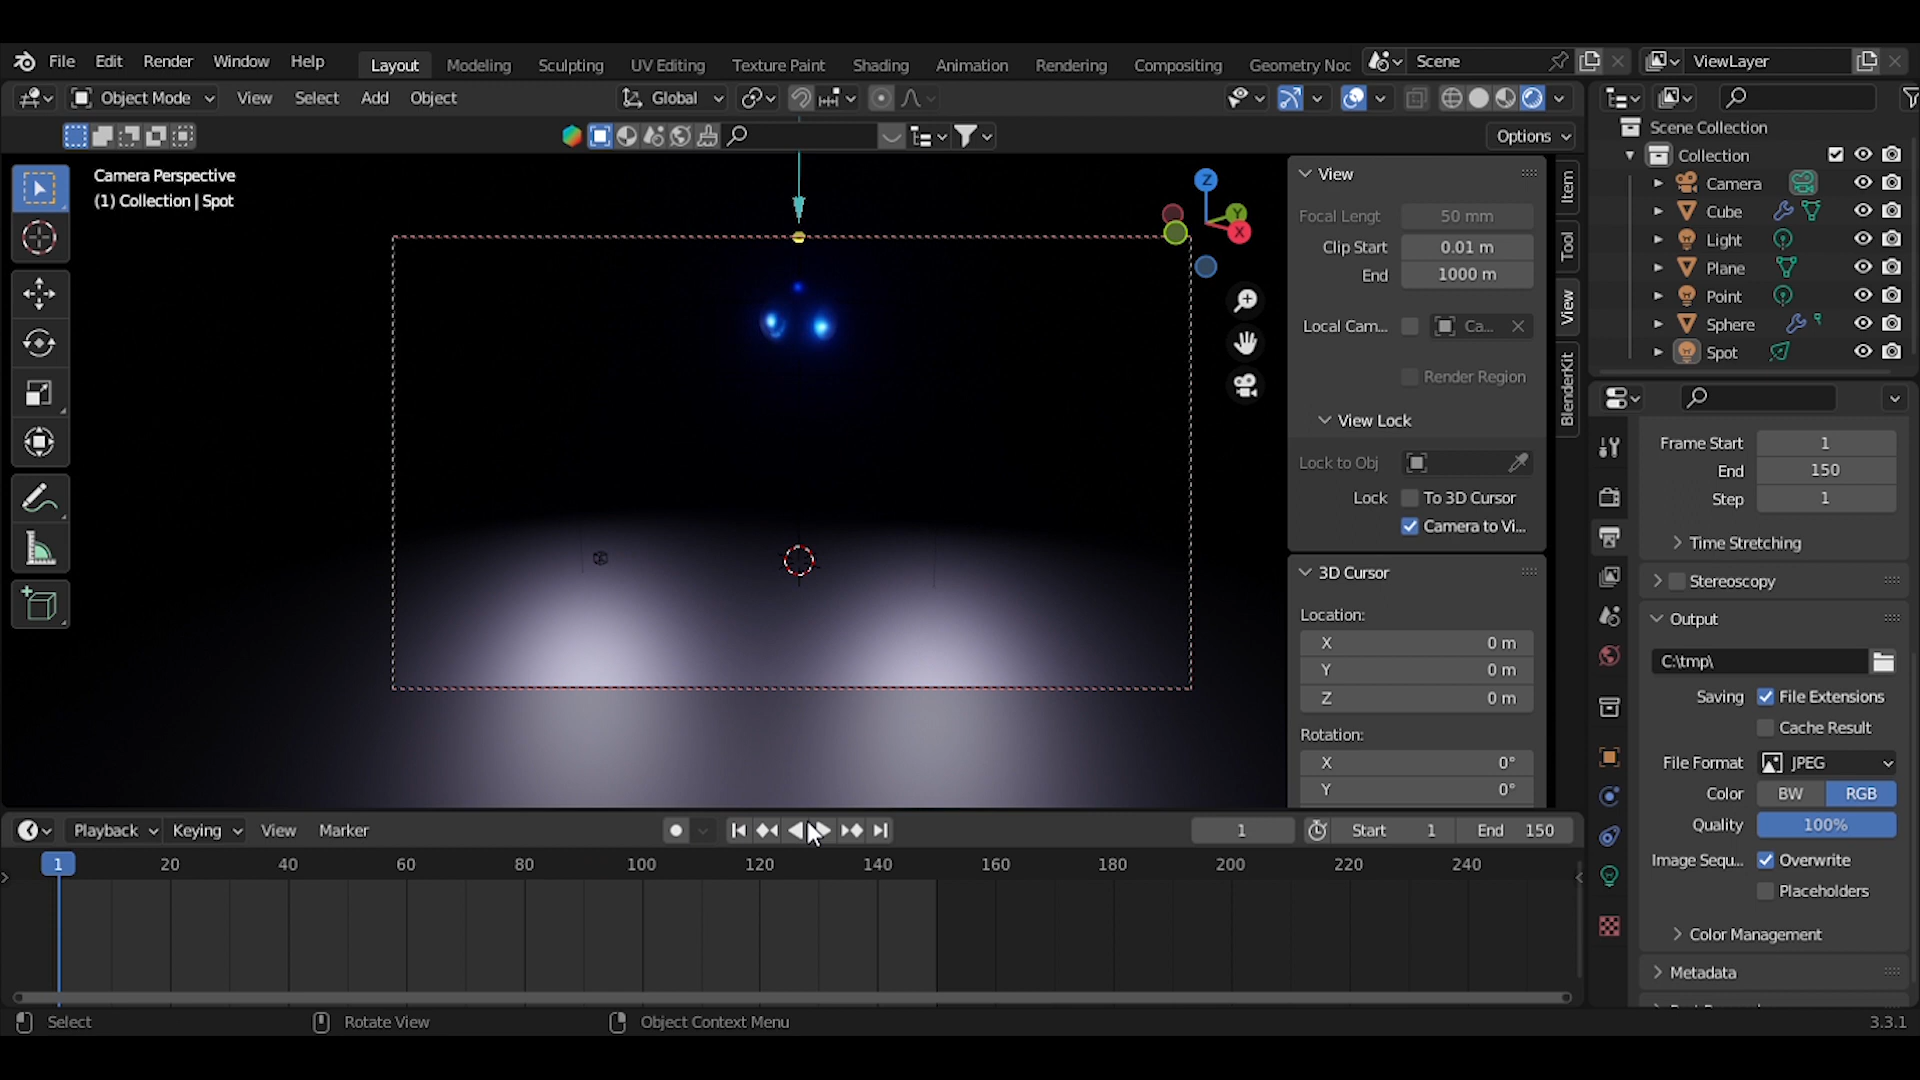 File Edit Render Window Help Layout Modeling Sculpting UV Editing Texture Paint Shading Animation Rendering Compositing Geometry Noc Scene ViewLayer
Object Mode View Select Add Object Global
Options
Camera Perspective
(1) Collection | Spot
Z
Y
X
View
Focal Lengt 50 mm
Clip Start 0.01 m
End 1000 m
Local Cam... Ca...
Render Region
View Lock
Lock to Obj
Lock To 3D Cursor
Camera to Vi...
3D Cursor
Location:
X 0 m
Y 0 m
Z 0 m
Rotation:
X 0°
Y 0°
Item
Tool
View
BlenderKit
Scene Collection
Collection
Camera
Cube
Light
Plane
Point
Sphere
Spot
Frame Start 1
End 150
Step 1
Time Stretching
Stereoscopy
Output
C:\tmp\
Saving File Extensions
Cache Result
File Format JPEG
Color BW RGB
Quality 100%
Image Sequ... Overwrite
Placeholders
Color Management
Metadata
Playback Keying View Marker 1 Start 1 End 150
1 20 40 60 80 100 120 140 160 180 200 220 240
Select Rotate View Object Context Menu 3.3.1